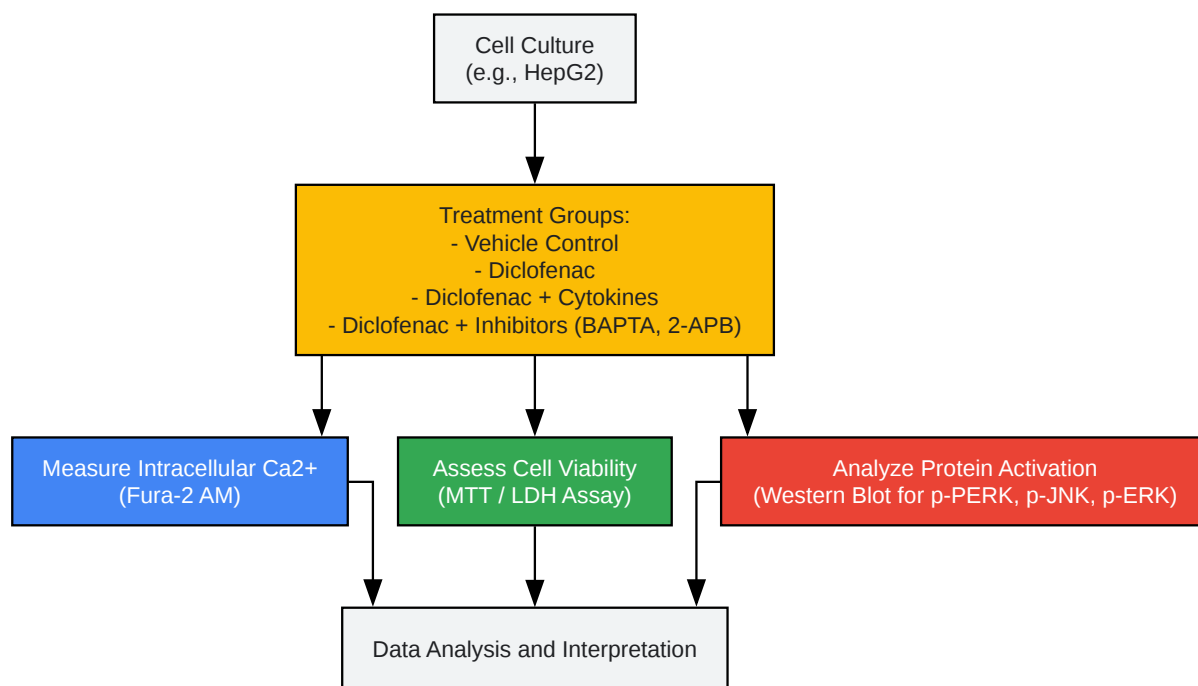 Cell Culture
(e.g., HepG2)
Treatment Groups:
- Vehicle Control
- Diclofenac
- Diclofenac + Cytokines
- Diclofenac + Inhibitors (BAPTA, 2-APB)
Measure Intracellular Ca2+
(Fura-2 AM)
Assess Cell Viability
(MTT / LDH Assay)
Analyze Protein Activation
(Western Blot for p-PERK, p-JNK, p-ERK)
Data Analysis and Interpretation